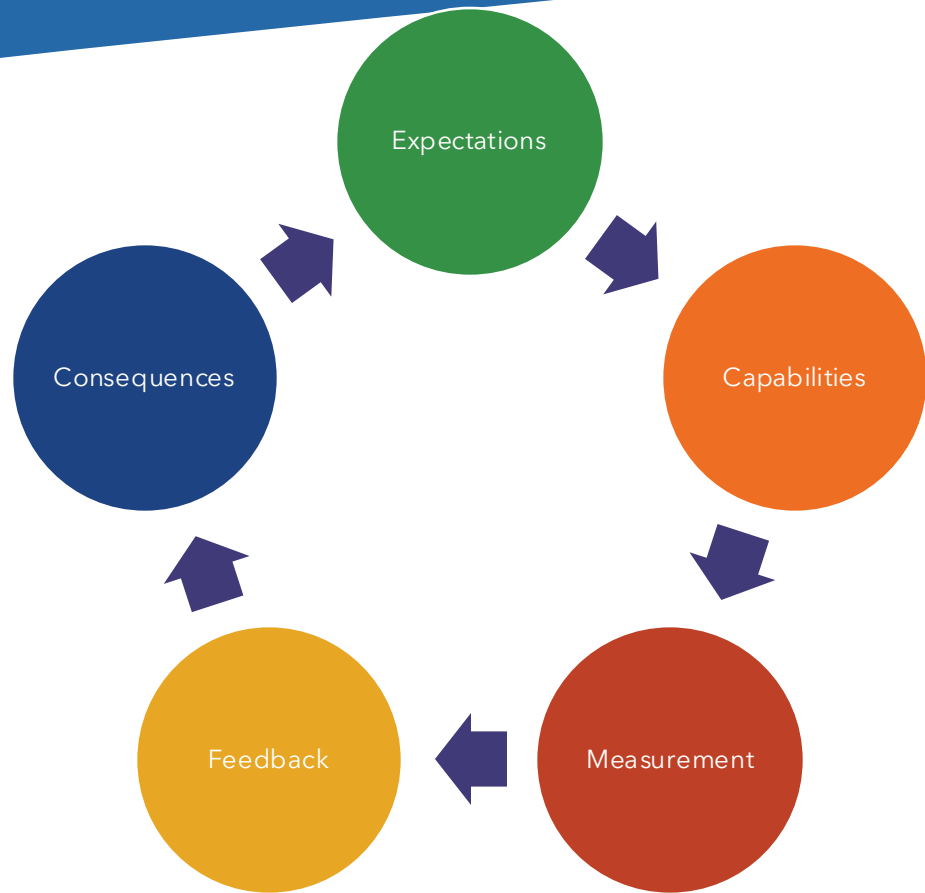 Expectations
Capabilities
Measurement
Feedback
Consequences